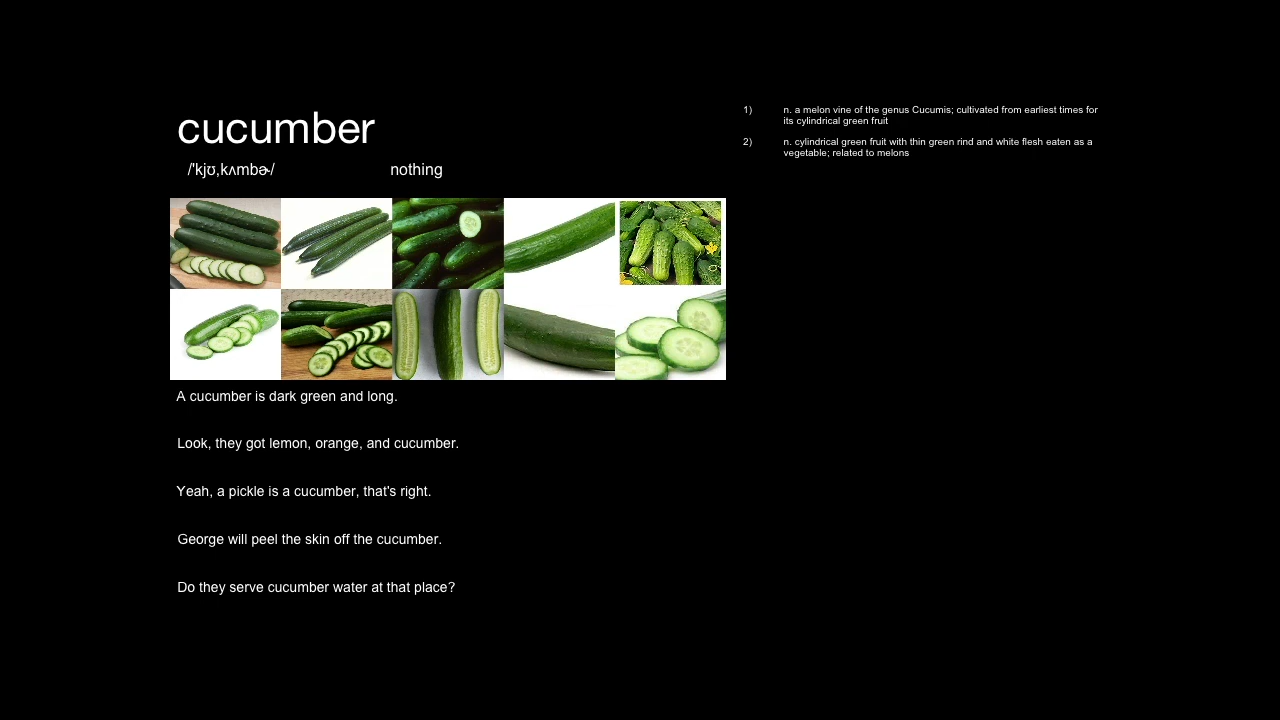 cucumber
/'kjʊ,kʌmbɚ/ nothing
A cucumber is dark green and long.
Look, they got lemon, orange, and cucumber.
Yeah, a pickle is a cucumber, that's right.
George will peel the skin off the cucumber.
Do they serve cucumber water at that place?
1) n. a melon vine of the genus Cucumis; cultivated from earliest times for
its cylindrical green fruit
2) n. cylindrical green fruit with thin green rind and white flesh eaten as a
vegetable; related to melons